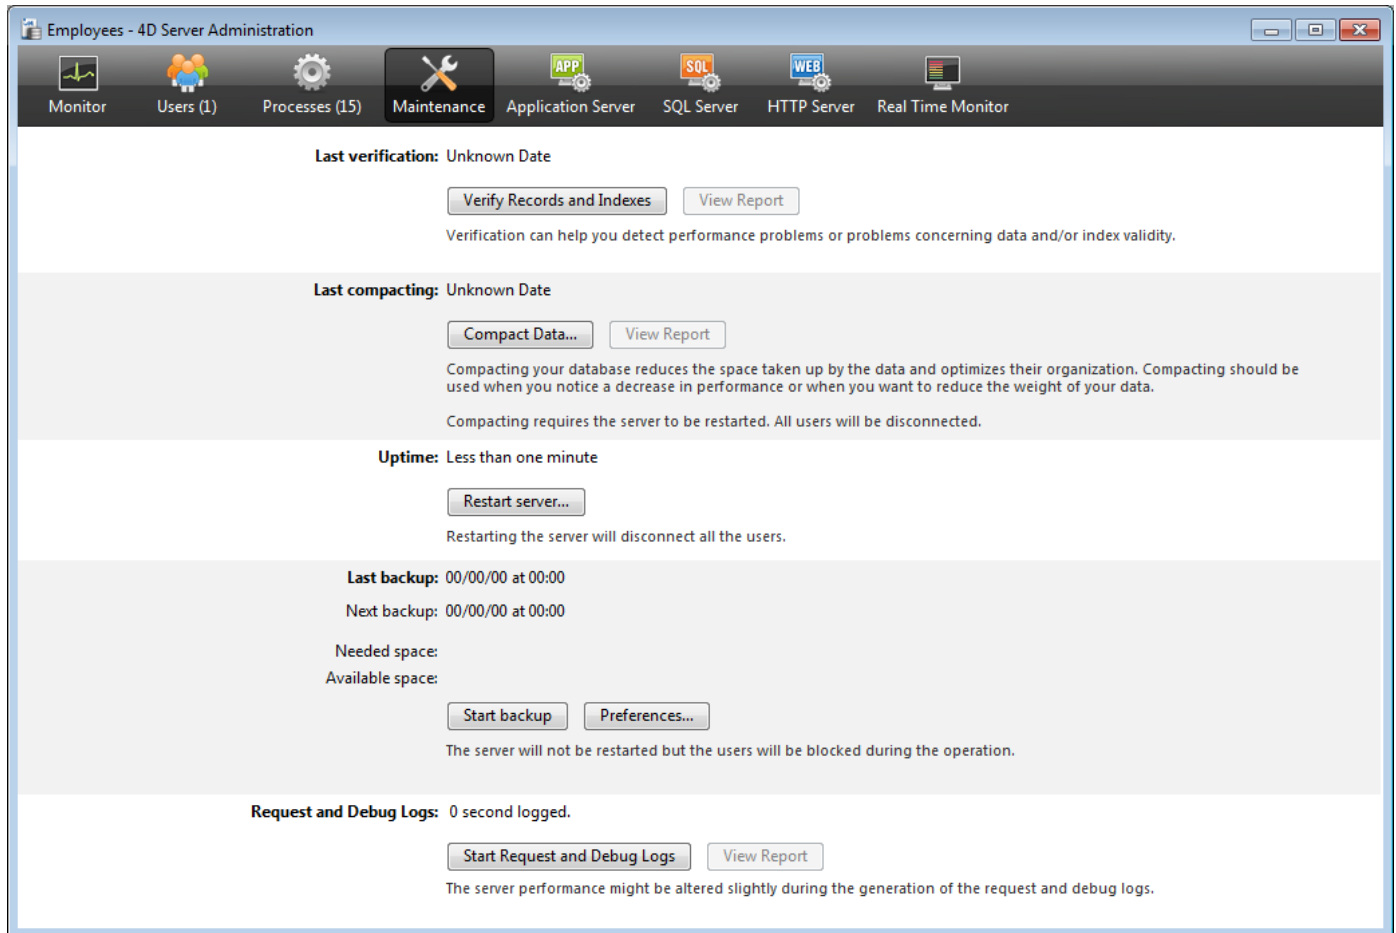 Employees - 4D Server Administration
APP SQL WEB
Monitor Users (1) Processes (15) Maintenance Application Server SQL Server HTTP Server Real Time Monitor
Last verification: Unknown Date
Verify Records and Indexes View Report
Verification can help you detect performance problems or problems concerning data and/or index validity.
Last compacting: Unknown Date
Compact Data... View Report
Compacting your database reduces the space taken up by the data and optimizes their organization. Compacting should be
used when you notice a decrease in performance or when you want to reduce the weight of your data.
Compacting requires the server to be restarted. All users will be disconnected.
Uptime: Less than one minute
Restart server...
Restarting the server will disconnect all the users.
Last backup: 00/00/00 at 00:00
Next backup: 00/00/00 at 00:00
Needed space:
Available space:
Start backup Preferences...
The server will not be restarted but the users will be blocked during the operation.
Request and Debug Logs: 0 second logged.
Start Request and Debug Logs View Report
The server performance might be altered slightly during the generation of the request and debug logs.